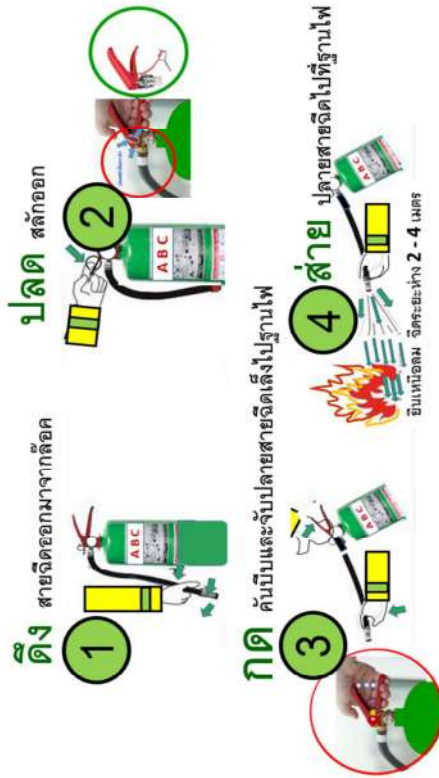 ดึง สายฉีดออกมาจากล๊อค
1
ABC
ปลด สลักออก
2
ABC
กด คันบีบและจับปลายสายฉีดเล็งไปฐานไฟ
3
ส่าย ปลายสายฉีดไปที่ฐานไฟ
4
ABC
ยืนเหนือลม ฉีดระยะห่าง 2 - 4 เมตร